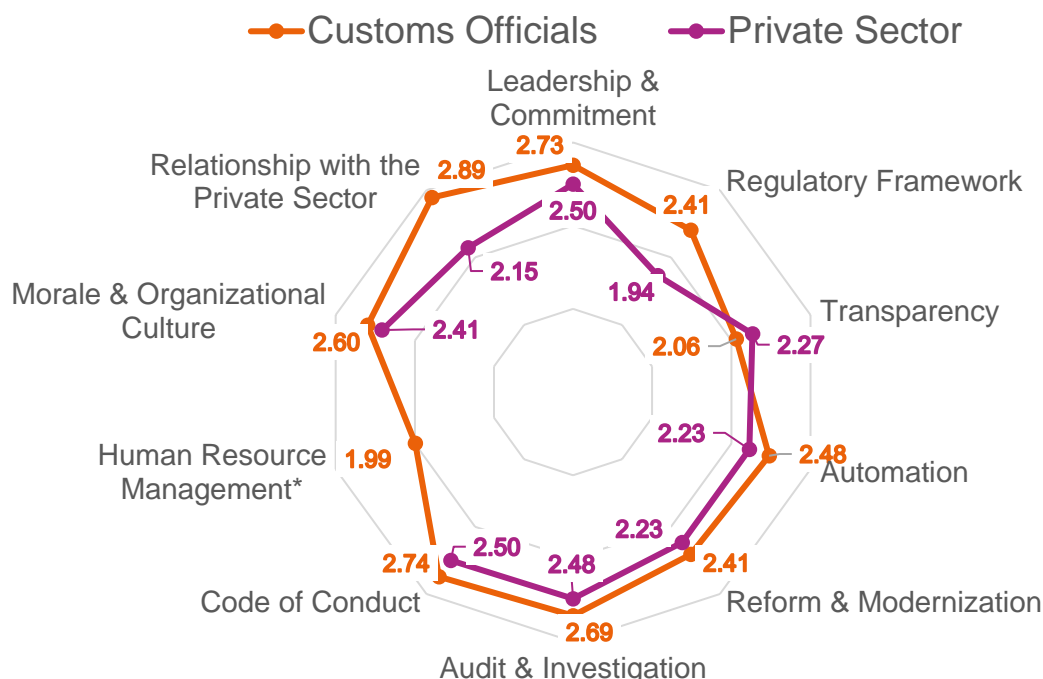 Customs Officials
Private Sector
Leadership &
Commitment
2.73
2.50
Regulatory Framework
2.41
1.94
Transparency
2.06
2.27
Automation
2.23
2.48
Reform & Modernization
2.23
2.41
Audit & Investigation
2.48
2.69
Code of Conduct
2.74
2.50
Human Resource
Management*
1.99
Morale & Organizational
Culture
2.60
2.41
Relationship with the
Private Sector
2.89
2.15